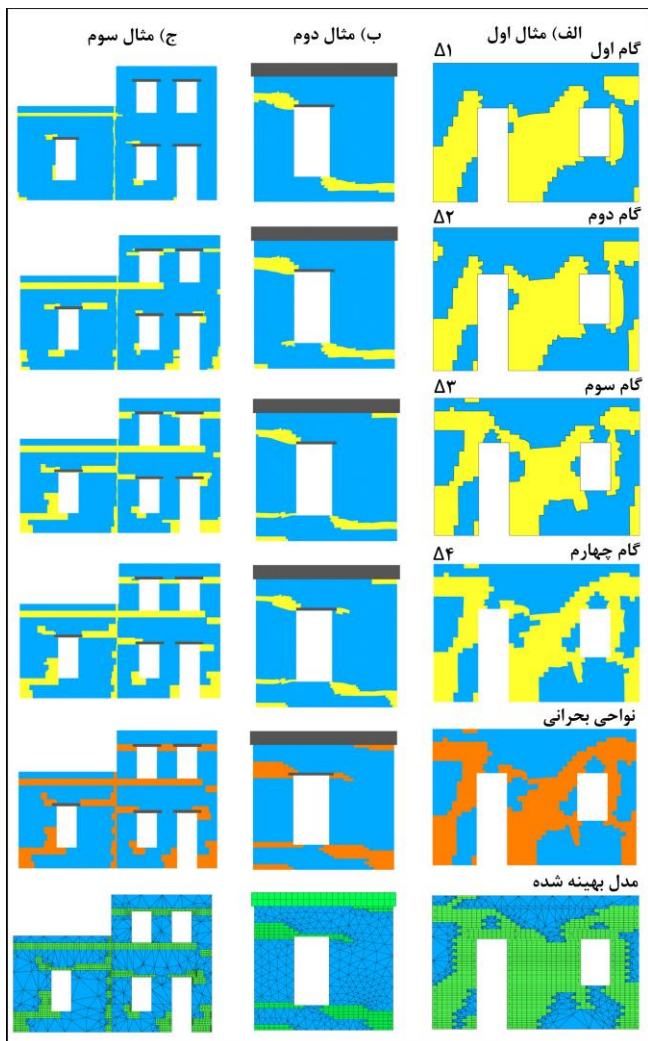 الف) مثال اول
ب) مثال دوم
ج) مثال سوم
گام اول
Δ۱
گام دوم
Δ۲
گام سوم
Δ۳
گام چهارم
Δ۴
نواحی بحرانی
مدل بهینه شده